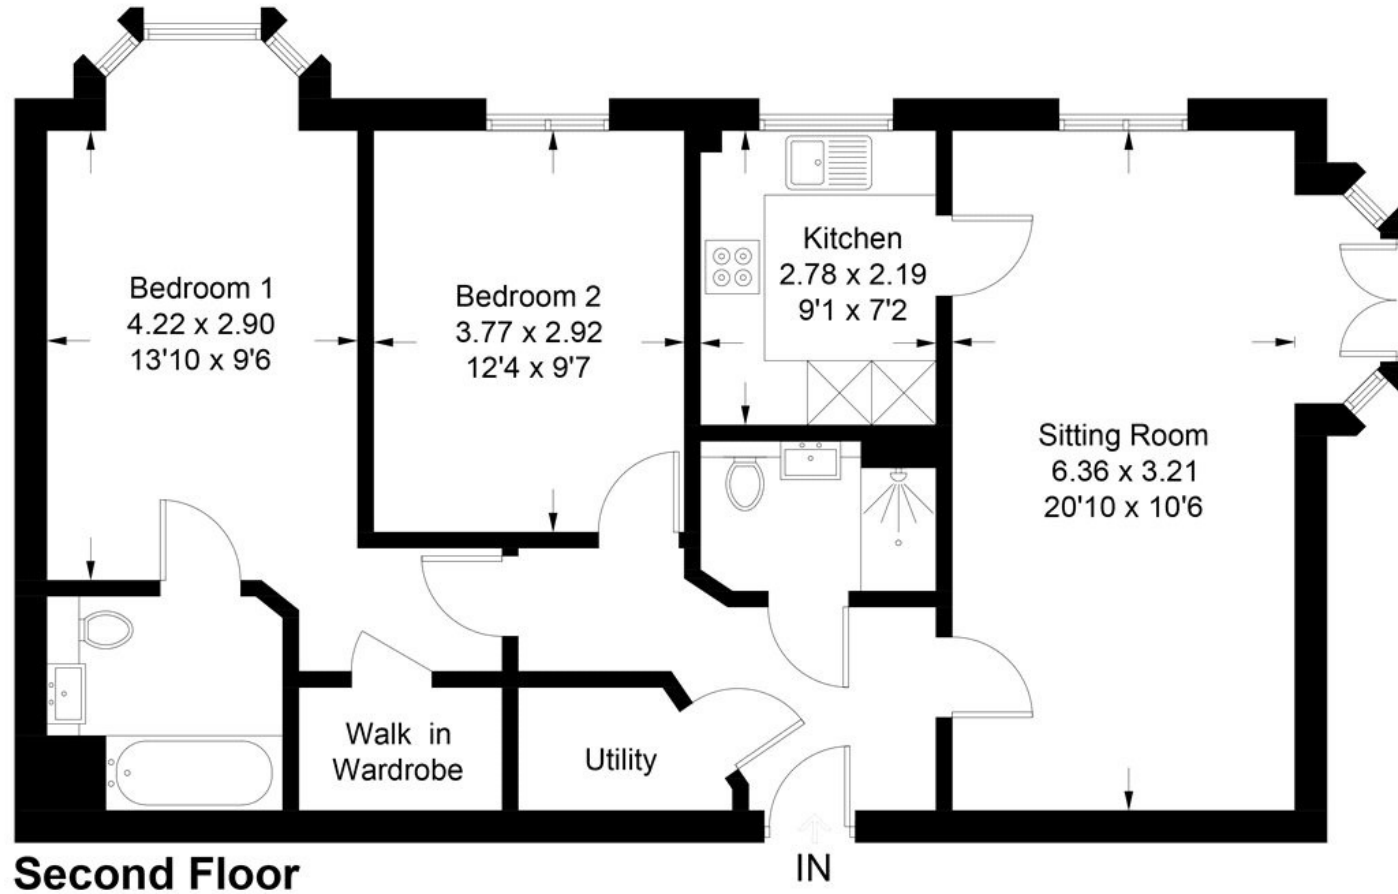 Bedroom 1
4.22 x 2.90
13'10 x 9'6
Bedroom 2
3.77 x 2.92
12'4 x 9'7
Kitchen
2.78 x 2.19
9'1 x 7'2
Sitting Room
6.36 x 3.21
20'10 x 10'6
Walk in
Wardrobe
Utility
IN
Second Floor